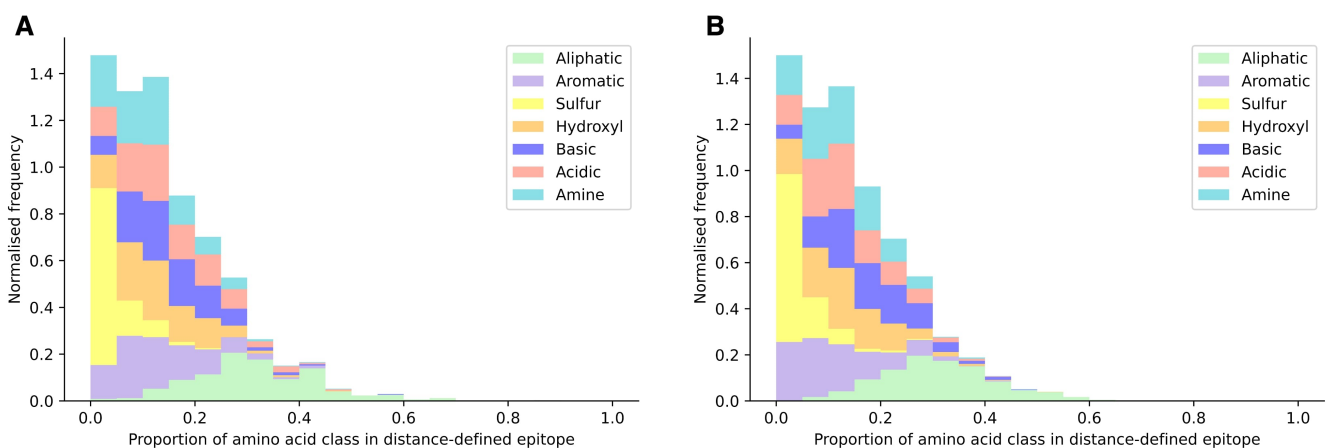 A
Normalised frequency
1.4
1.2
1.0
0.8
0.6
0.4
0.2
0.0
Aliphatic
Aromatic
Sulfur
Hydroxyl
Basic
Acidic
Amine
0.0 0.2 0.4 0.6 0.8 1.0
Proportion of amino acid class in distance-defined epitope
B
Normalised frequency
1.4
1.2
1.0
0.8
0.6
0.4
0.2
0.0
Aliphatic
Aromatic
Sulfur
Hydroxyl
Basic
Acidic
Amine
0.0 0.2 0.4 0.6 0.8 1.0
Proportion of amino acid class in distance-defined epitope